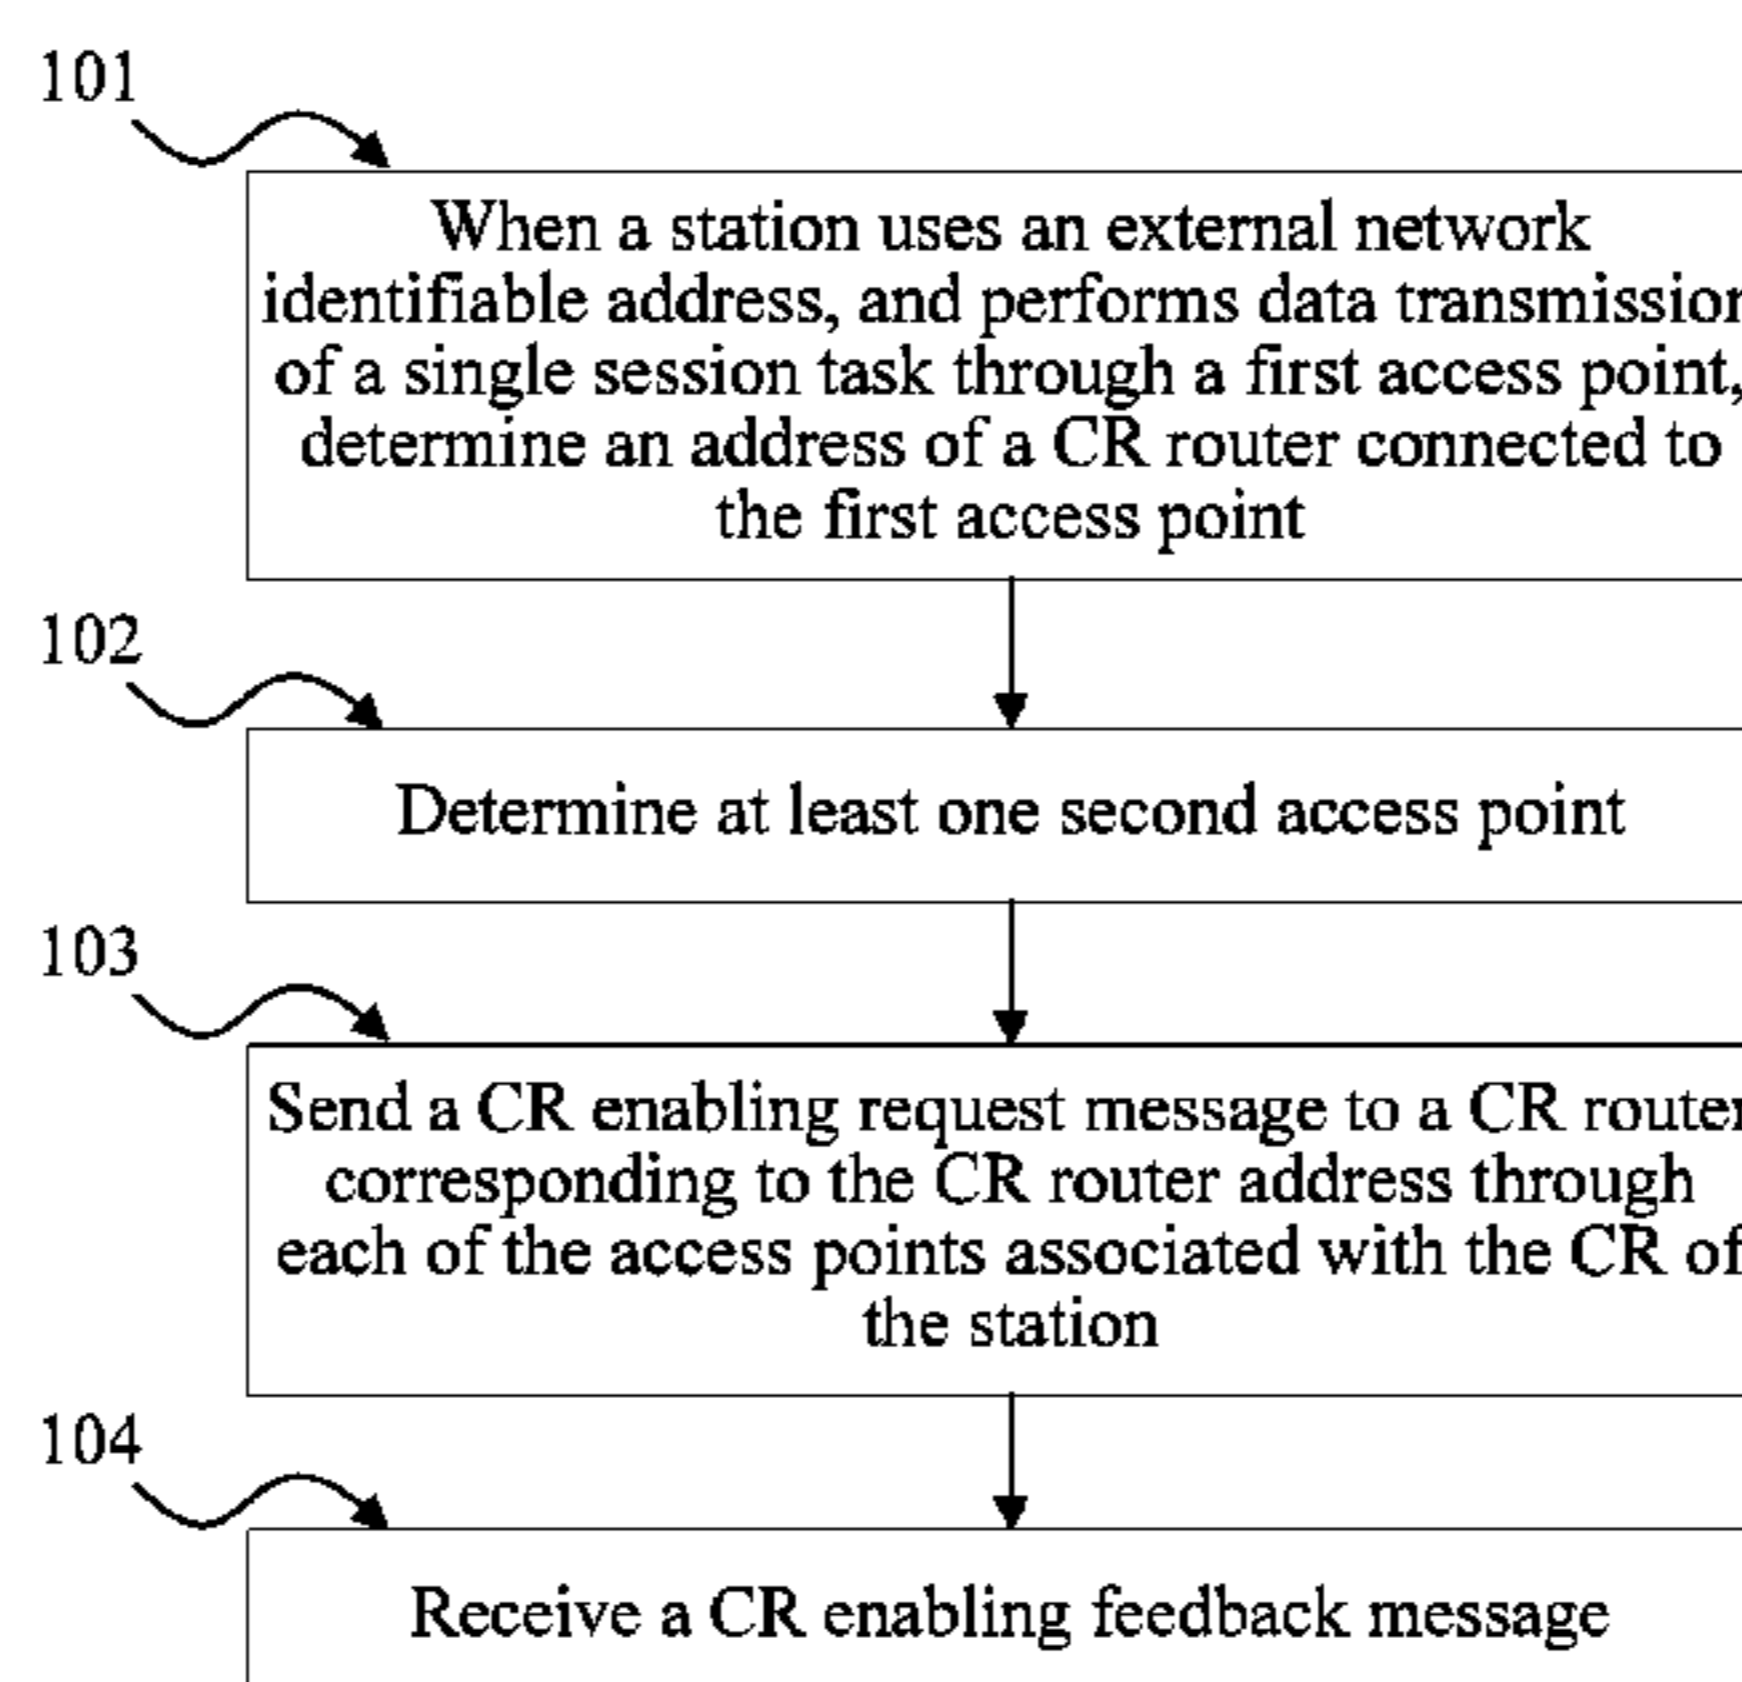 101
When a station uses an external network
identifiable address, and performs data transmission
of a single session task through a first access point,
determine an address of a CR router connected to
the first access point
102
Determine at least one second access point
103
Send a CR enabling request message to a CR router
corresponding to the CR router address through
each of the access points associated with the CR of
the station
104
Receive a CR enabling feedback message